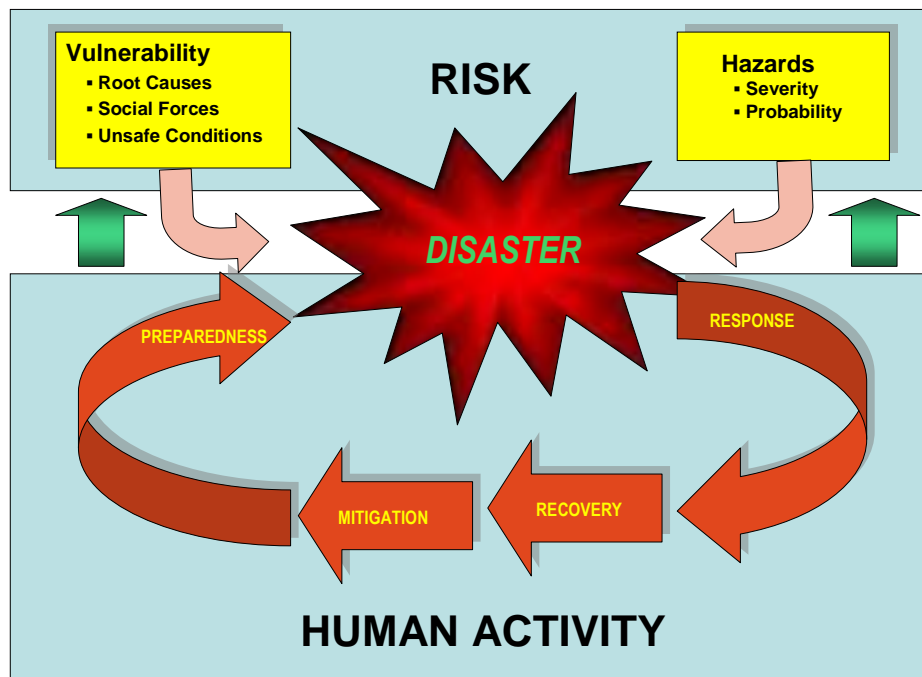 Vulnerability
▪ Root Causes
▪ Social Forces
▪ Unsafe Conditions
RISK
Hazards
▪ Severity
▪ Probability
DISASTER
PREPAREDNESS
RESPONSE
MITIGATION
RECOVERY
HUMAN ACTIVITY